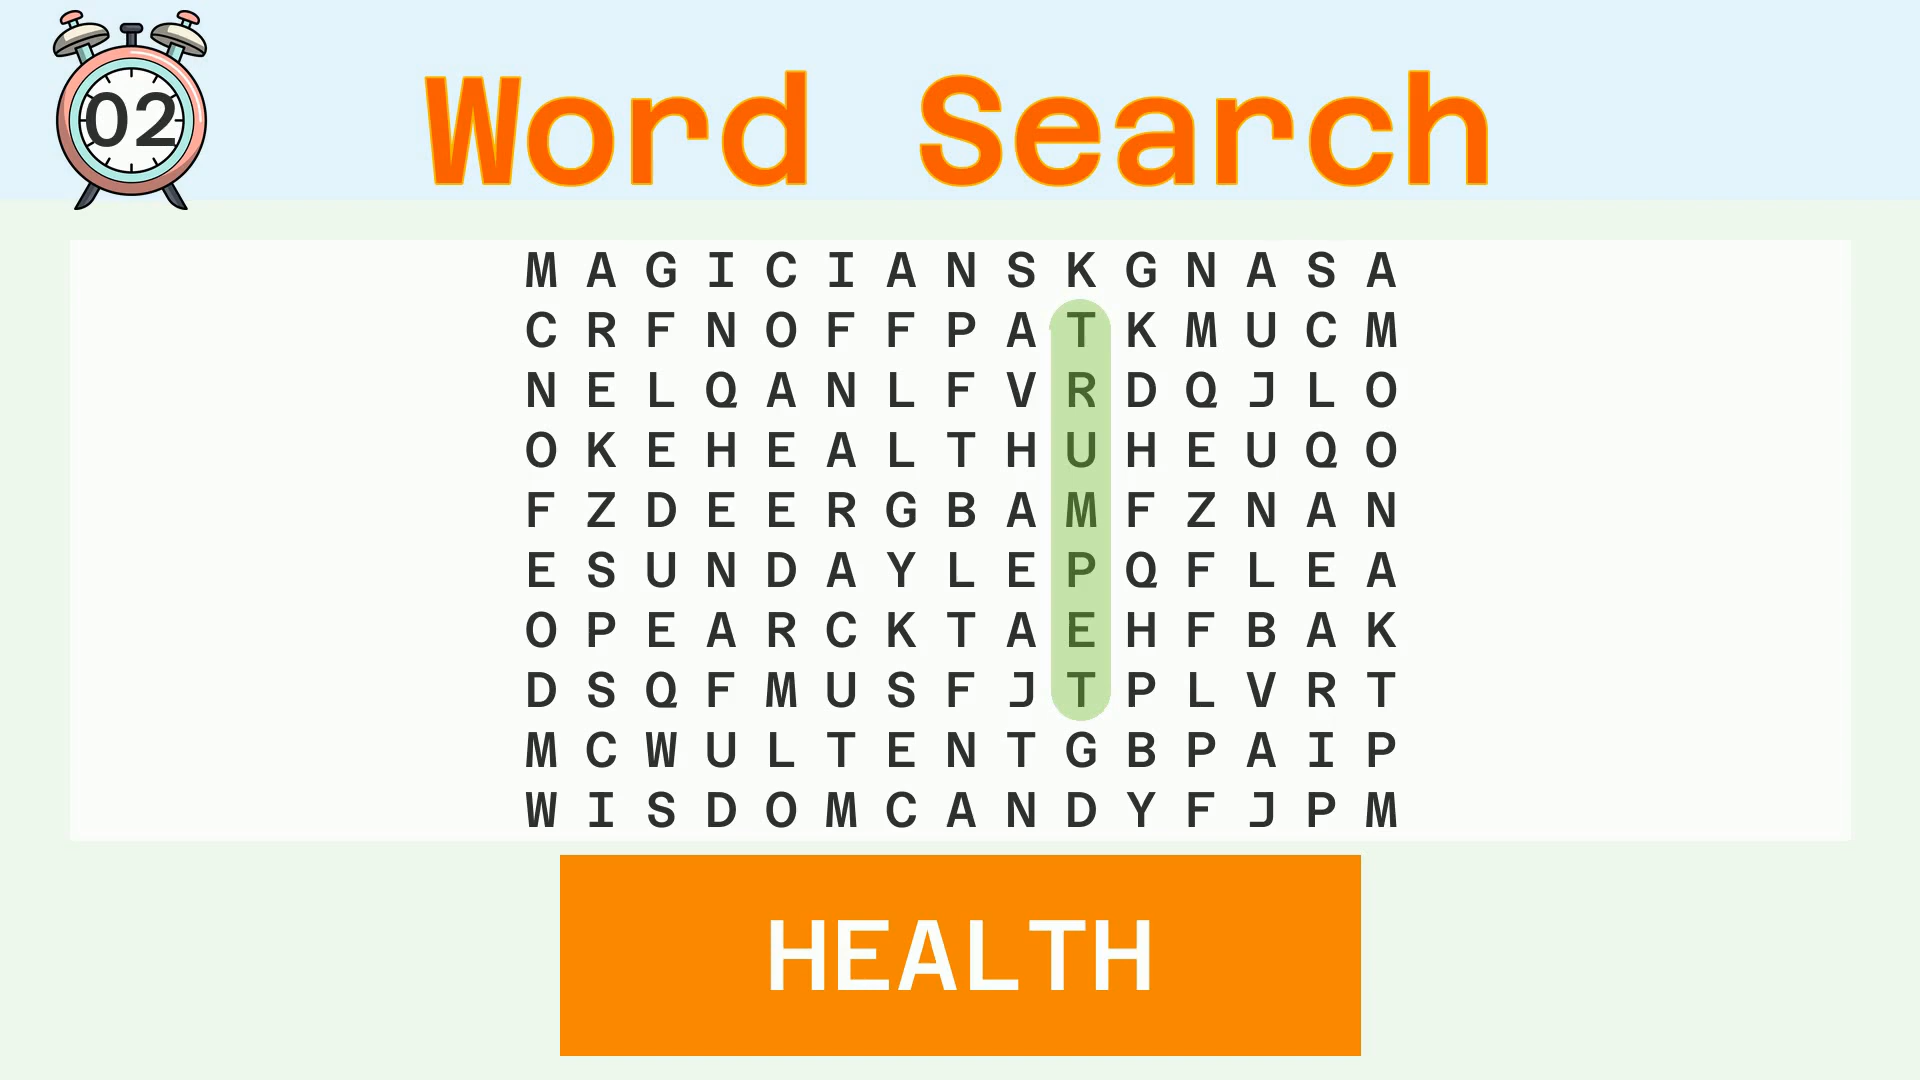 02
Word Search
M A G I C I A N S K G N A S A
C R F N O F F P A T K M U C M
N E L Q A N L F V R D Q J L O
O K E H E A L T H U H E U Q O
F Z D E E R G B A M F Z N A N
E S U N D A Y L E P Q F L E A
O P E A R C K T A E H F B A K
D S Q F M U S F J T P L V R T
M C W U L T E N T G B P A I P
W I S D O M C A N D Y F J P M
HEALTH